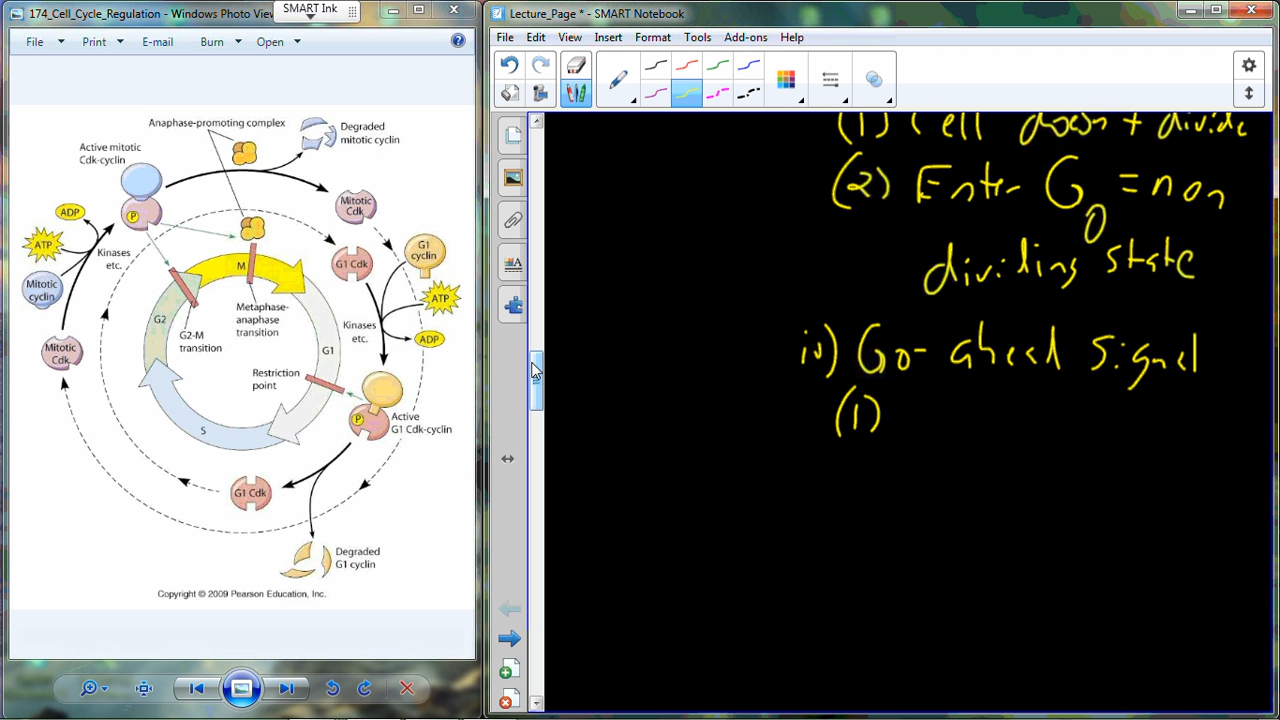 174_Cell_Cycle_Regulation - Windows Photo View
SMART Ink
File Print E-mail Burn Open
Anaphase-promoting complex
Degraded
mitotic cyclin
Active mitotic
Cdk-cyclin
P
ADP
ATP
Kinases
etc.
Mitotic
cyclin
Mitotic
Cdk
Mitotic
Cdk
G1 Cdk
G1
cyclin
ATP
Kinases
etc.
ADP
M
Metaphase-
anaphase
transition
G2
G2-M
transition
G1
Restriction
point
P
Active
G1 Cdk-cyclin
S
G1 Cdk
Degraded
G1 cyclin
Copyright © 2009 Pearson Education, Inc.
Lecture_Page * - SMART Notebook
File Edit View Insert Format Tools Add-ons Help
(1) Cell doesn't divide
(2) Enter G0 = non
dividing state
iv) Go-ahead signal
(1)